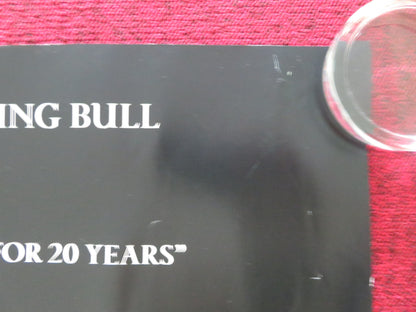 ING BULL
FOR 20 YEARS”